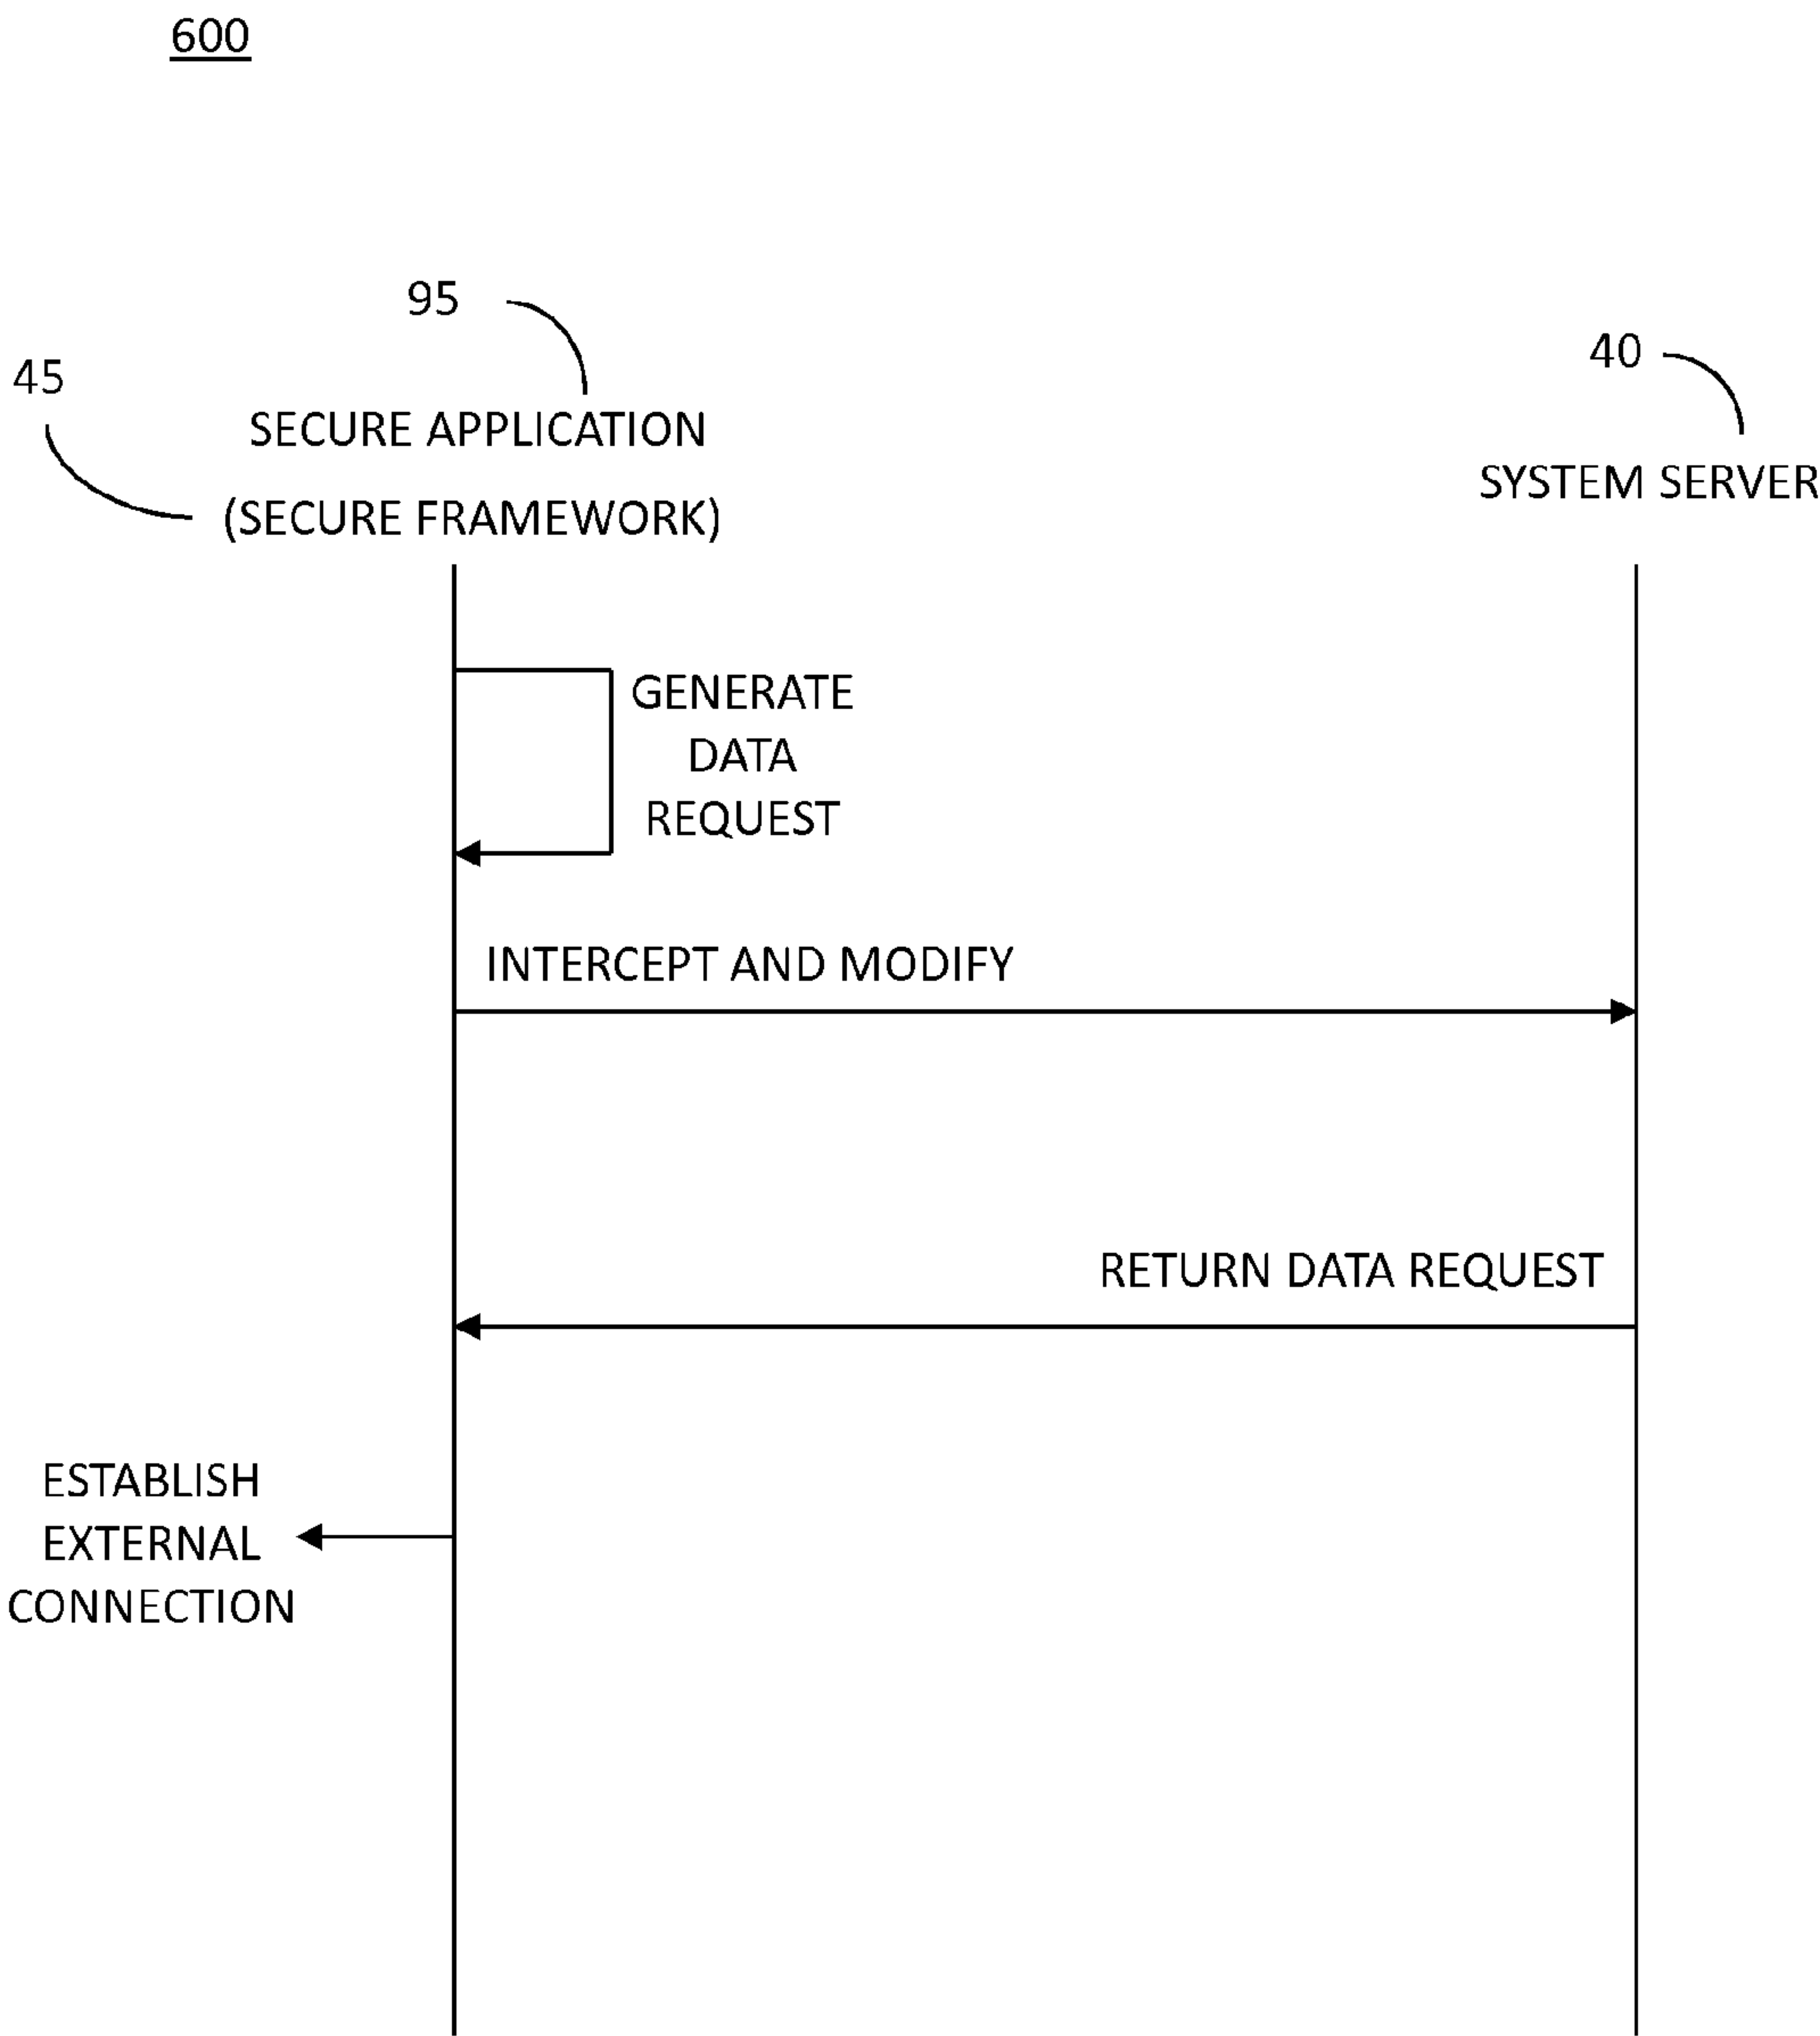 600
95
45
40
SECURE APPLICATION
(SECURE FRAMEWORK)
SYSTEM SERVER
GENERATE
DATA
REQUEST
INTERCEPT AND MODIFY
RETURN DATA REQUEST
ESTABLISH
EXTERNAL
CONNECTION